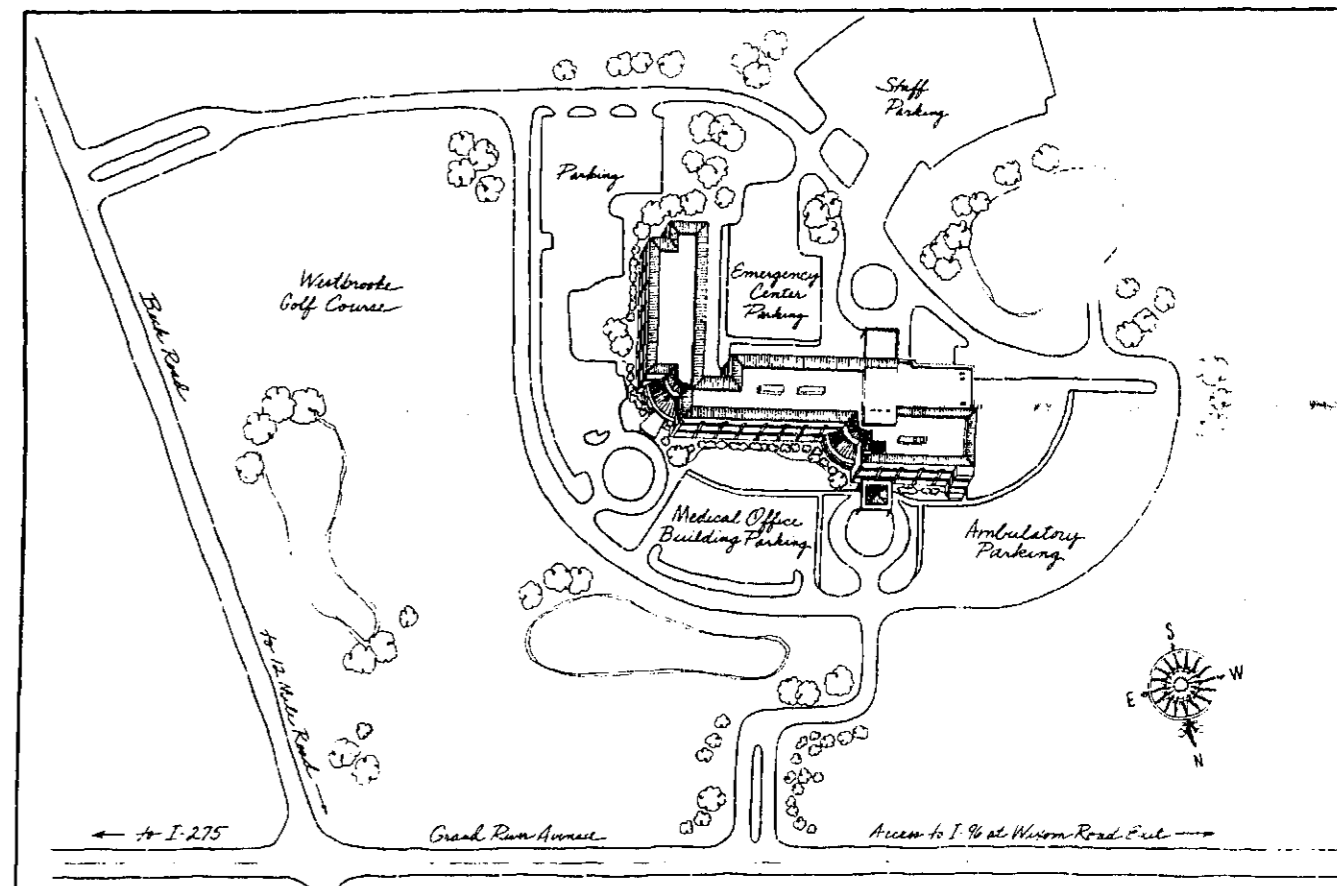 Staff
Parking
Parking
Westbrooke
Golf Course
Emergency
Center
Parking
Beck Road
Medical Office
Building Parking
Ambulatory
Parking
to 12 Mile Road
S
W
E
N
to I-275
Grand River Avenue
Access to I-96 at Wixom Road Exit